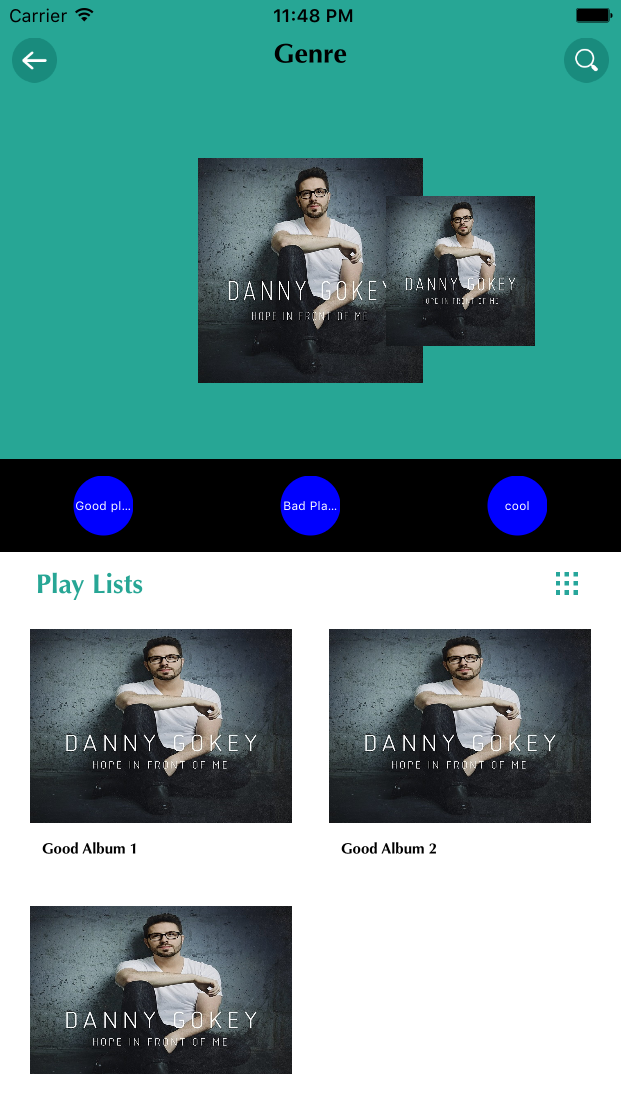 Carrier 11:48 PM
Genre
DANNY GOKEY
HOPE IN FRONT OF ME
DANNY GOKEY
HOPE IN FRONT OF ME
Good pl...
Bad Pla...
cool
Play Lists
DANNY GOKEY
HOPE IN FRONT OF ME
DANNY GOKEY
HOPE IN FRONT OF ME
Good Album 1
Good Album 2
DANNY GOKEY
HOPE IN FRONT OF ME